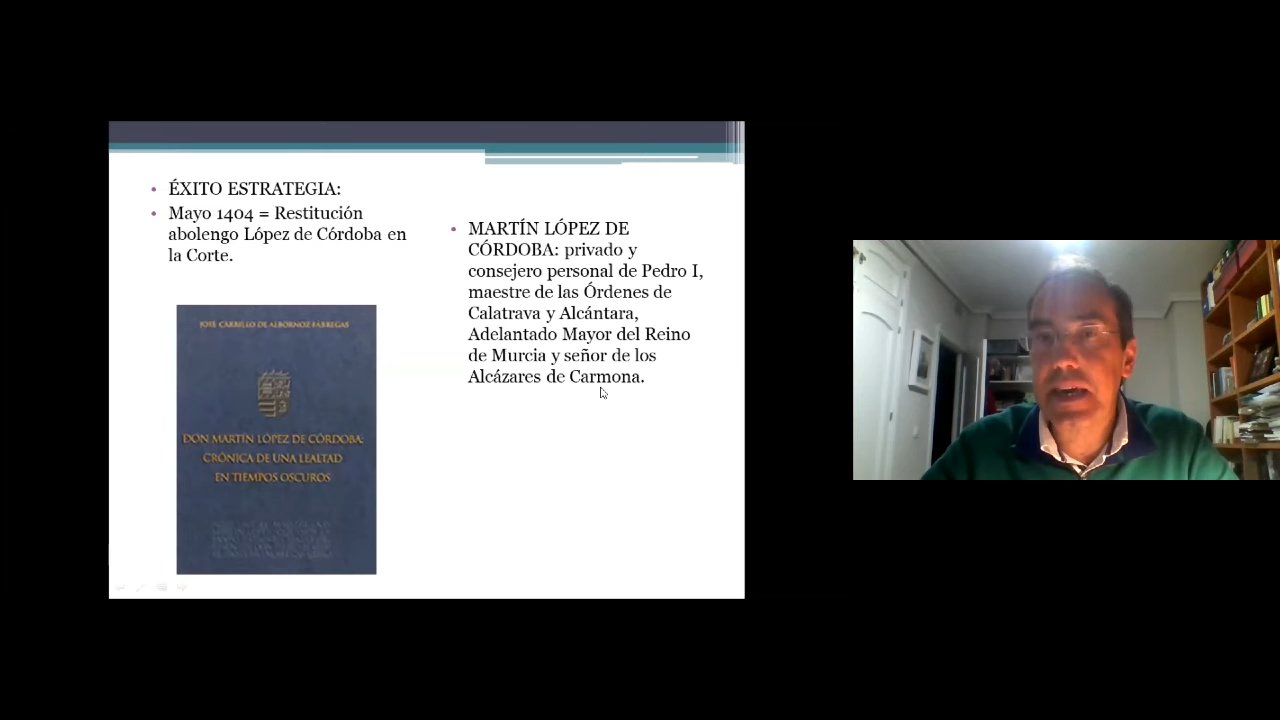 ÉXITO ESTRATEGIA:
Mayo 1404 = Restitución
abolengo López de Córdoba en
la Corte.
JOSÉ CARRILLO DE ALBORNOZ FÁBREGAS
DON MARTÍN LÓPEZ DE CÓRDOBA:
CRÓNICA DE UNA LEALTAD
EN TIEMPOS OSCUROS
MARTÍN LÓPEZ DE
CÓRDOBA: privado y
consejero personal de Pedro I,
maestre de las Órdenes de
Calatrava y Alcántara,
Adelantado Mayor del Reino
de Murcia y señor de los
Alcázares de Carmona.